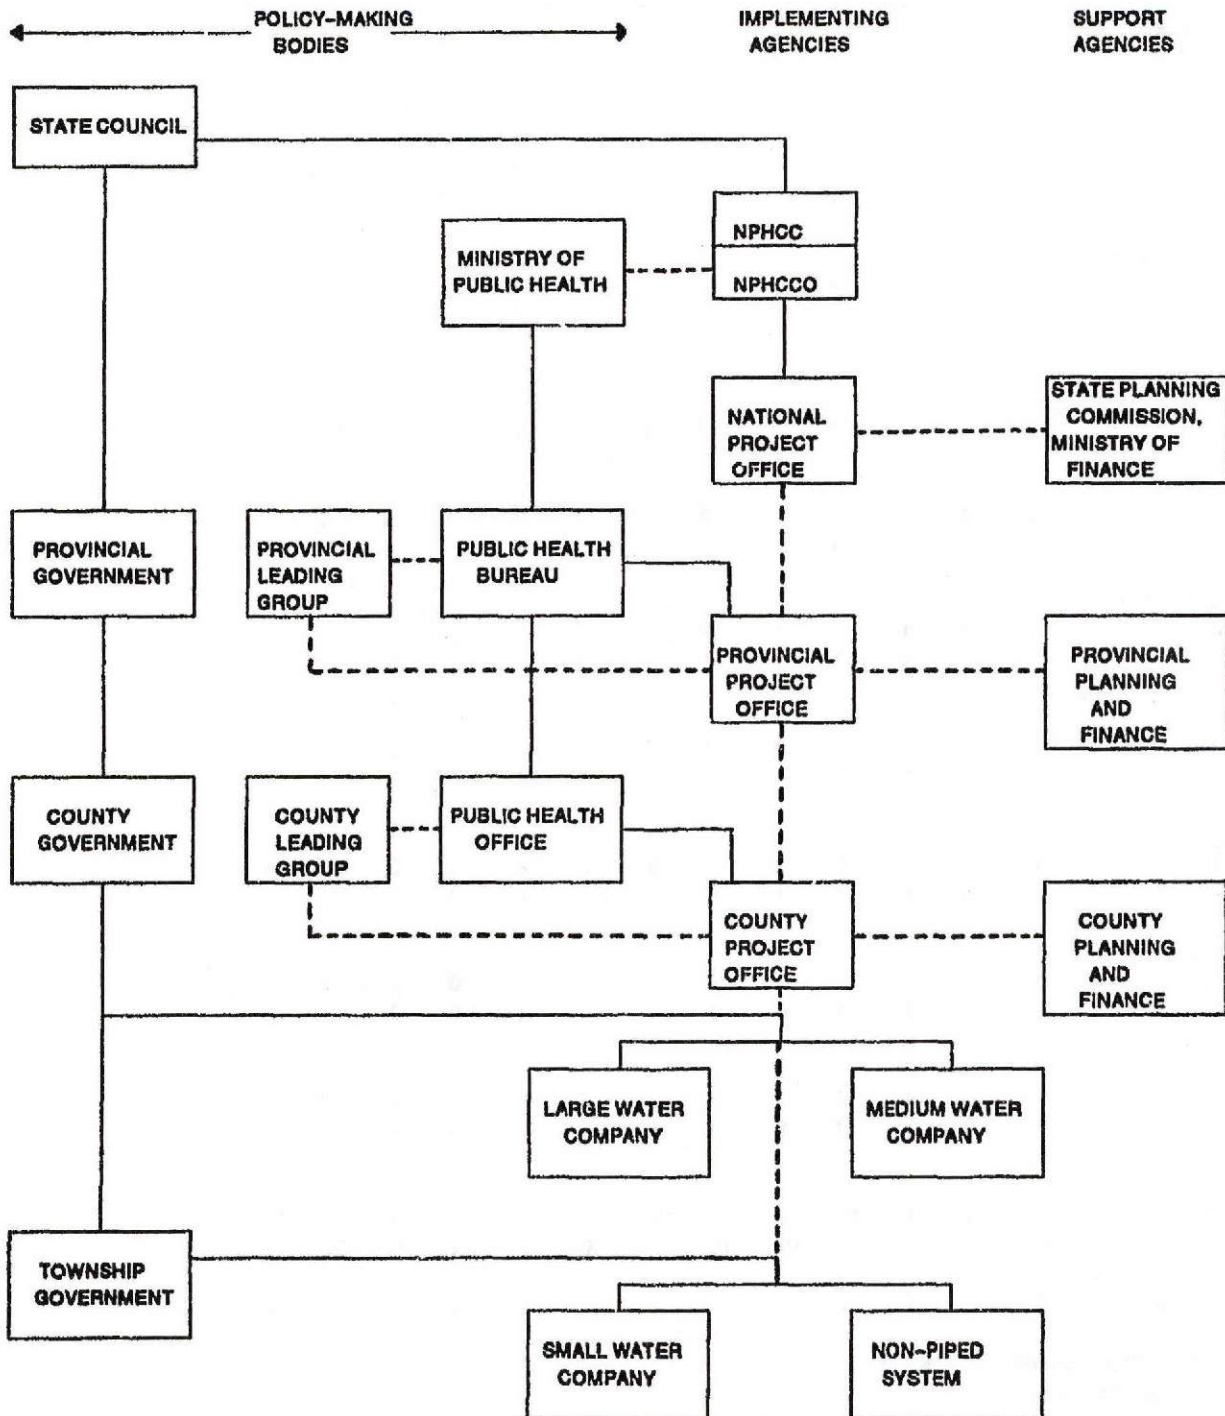 POLICY-MAKING
BODIES
IMPLEMENTING
AGENCIES
SUPPORT
AGENCIES
STATE COUNCIL
NPHCC
NPHCCO
MINISTRY OF
PUBLIC HEALTH
NATIONAL
PROJECT
OFFICE
STATE PLANNING
COMMISSION,
MINISTRY OF
FINANCE
PROVINCIAL
GOVERNMENT
PROVINCIAL
LEADING
GROUP
PUBLIC HEALTH
BUREAU
PROVINCIAL
PROJECT
OFFICE
PROVINCIAL
PLANNING
AND
FINANCE
COUNTY
GOVERNMENT
COUNTY
LEADING
GROUP
PUBLIC HEALTH
OFFICE
COUNTY
PROJECT
OFFICE
COUNTY
PLANNING
AND
FINANCE
LARGE WATER
COMPANY
MEDIUM WATER
COMPANY
TOWNSHIP
GOVERNMENT
SMALL WATER
COMPANY
NON-PIPED
SYSTEM